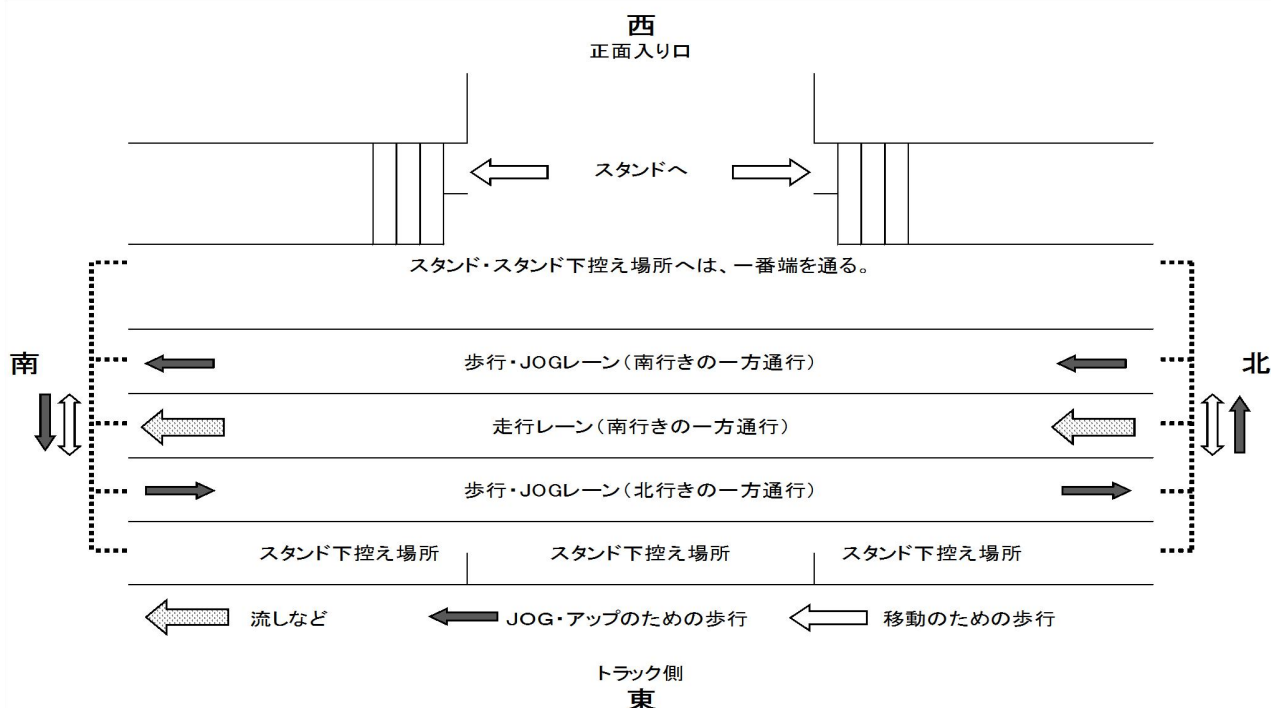 西
正面入り口
スタンドへ
スタンド・スタンド下控え場所へは、一番端を通る。
南
北
歩行・JOGレーン(南行きの一方通行)
走行レーン(南行きの一方通行)
歩行・JOGレーン(北行きの一方通行)
スタンド下控え場所 スタンド下控え場所 スタンド下控え場所
流しなど JOG・アップのための歩行 移動のための歩行
トラック側
東